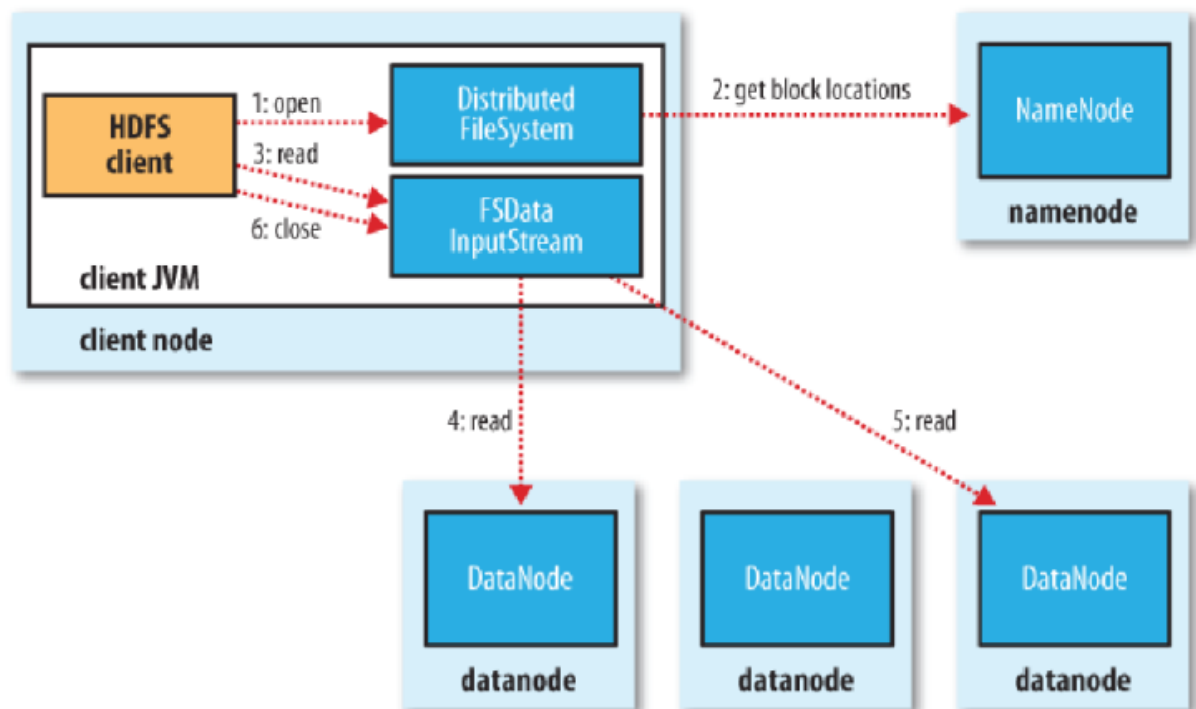 1: open
Distributed
FileSystem
2: get block locations
NameNode
HDFS
client
3: read
FSData
InputStream
namenode
6: close
client JVM
client node
4: read
5: read
DataNode
DataNode
DataNode
datanode
datanode
datanode